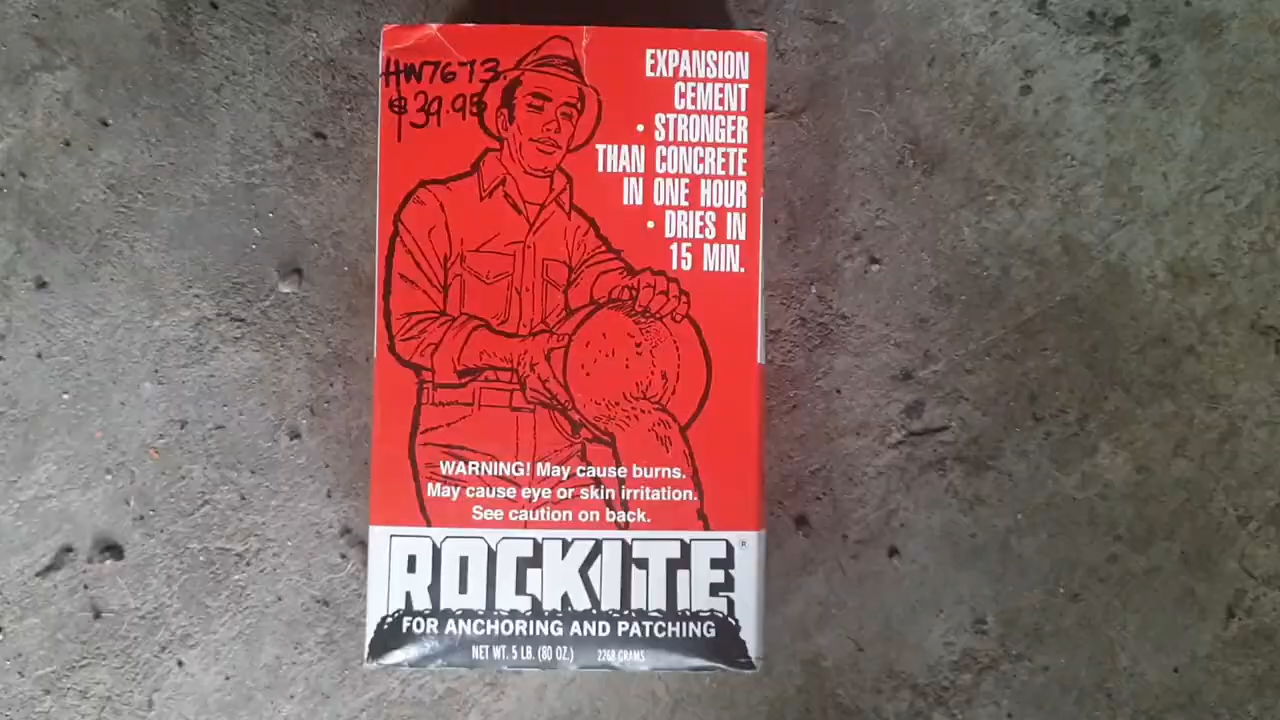 HW7673
$39.95
EXPANSION
CEMENT
• STRONGER
THAN CONCRETE
IN ONE HOUR
• DRIES IN
15 MIN.
WARNING! May cause burns.
May cause eye or skin irritation.
See caution on back.
ROCKITE®
FOR ANCHORING AND PATCHING
NET WT. 5 LB. (80 OZ.) 2268 GRAMS